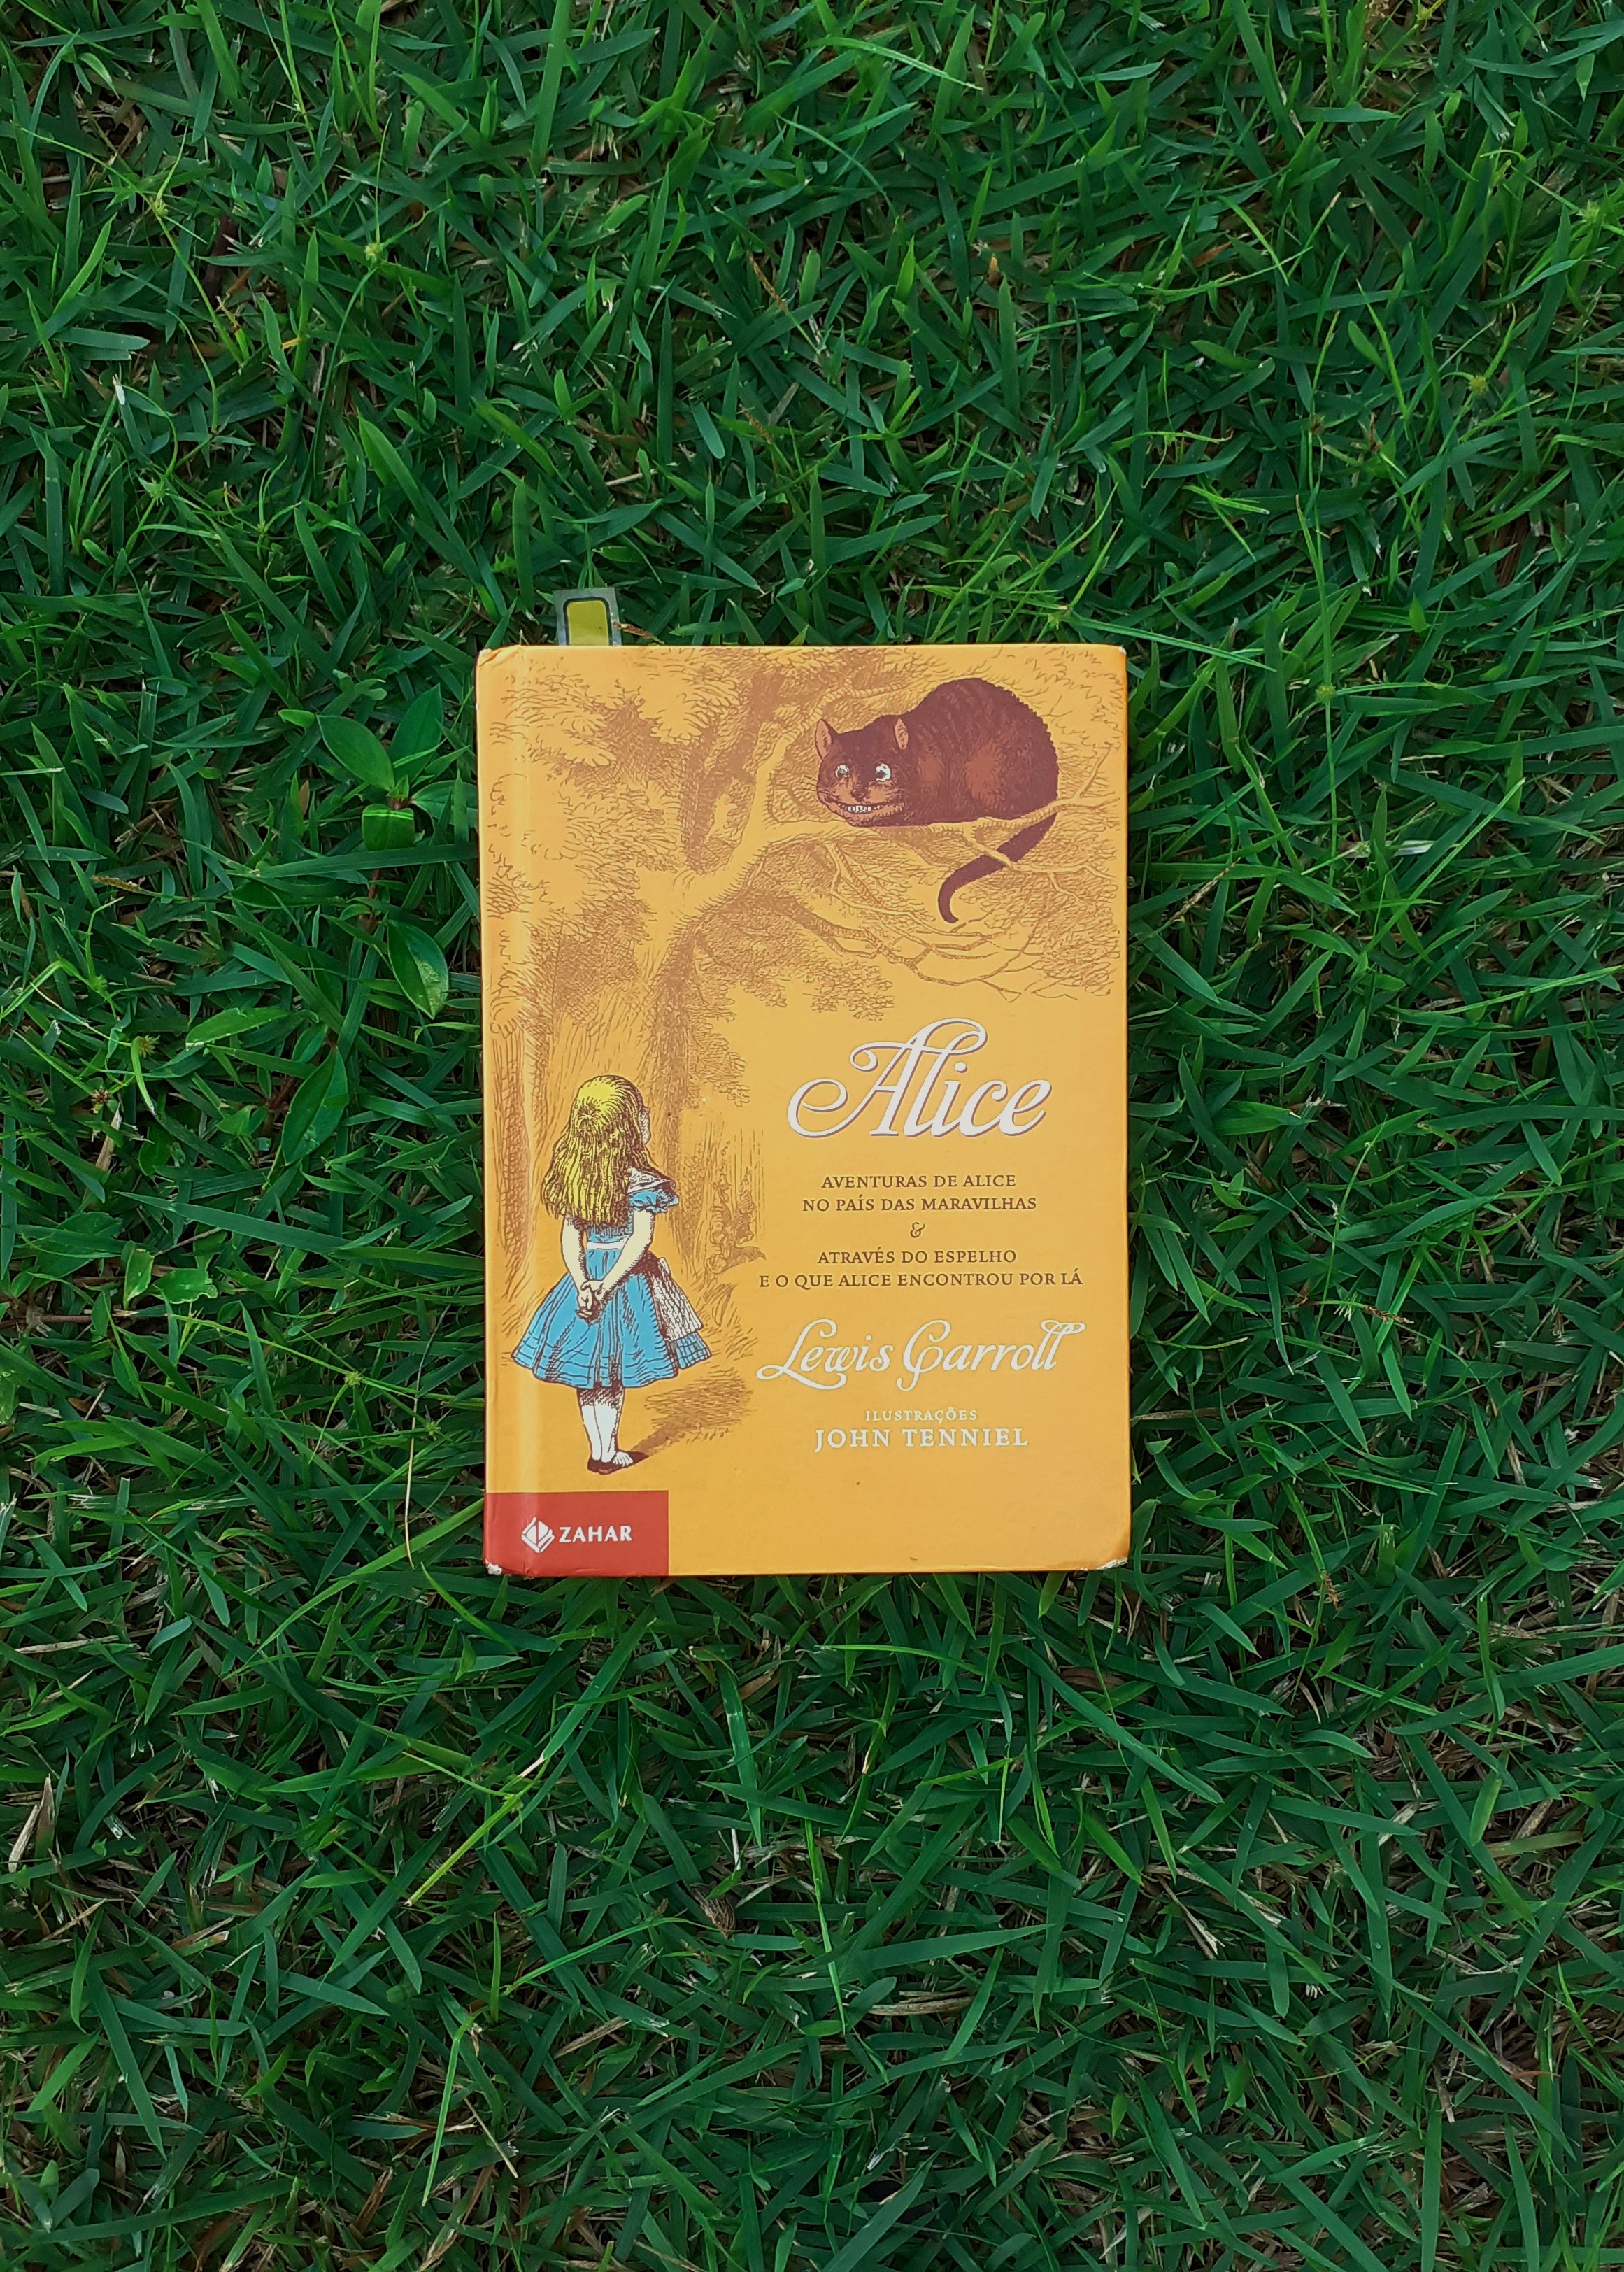 Alice
AVENTURAS DE ALICE
NO PAÍS DAS MARAVILHAS
&
ATRAVÉS DO ESPELHO
E O QUE ALICE ENCONTROU POR LÁ
Lewis Carroll
ILUSTRAÇÕES
JOHN TENNIEL
ZAHAR